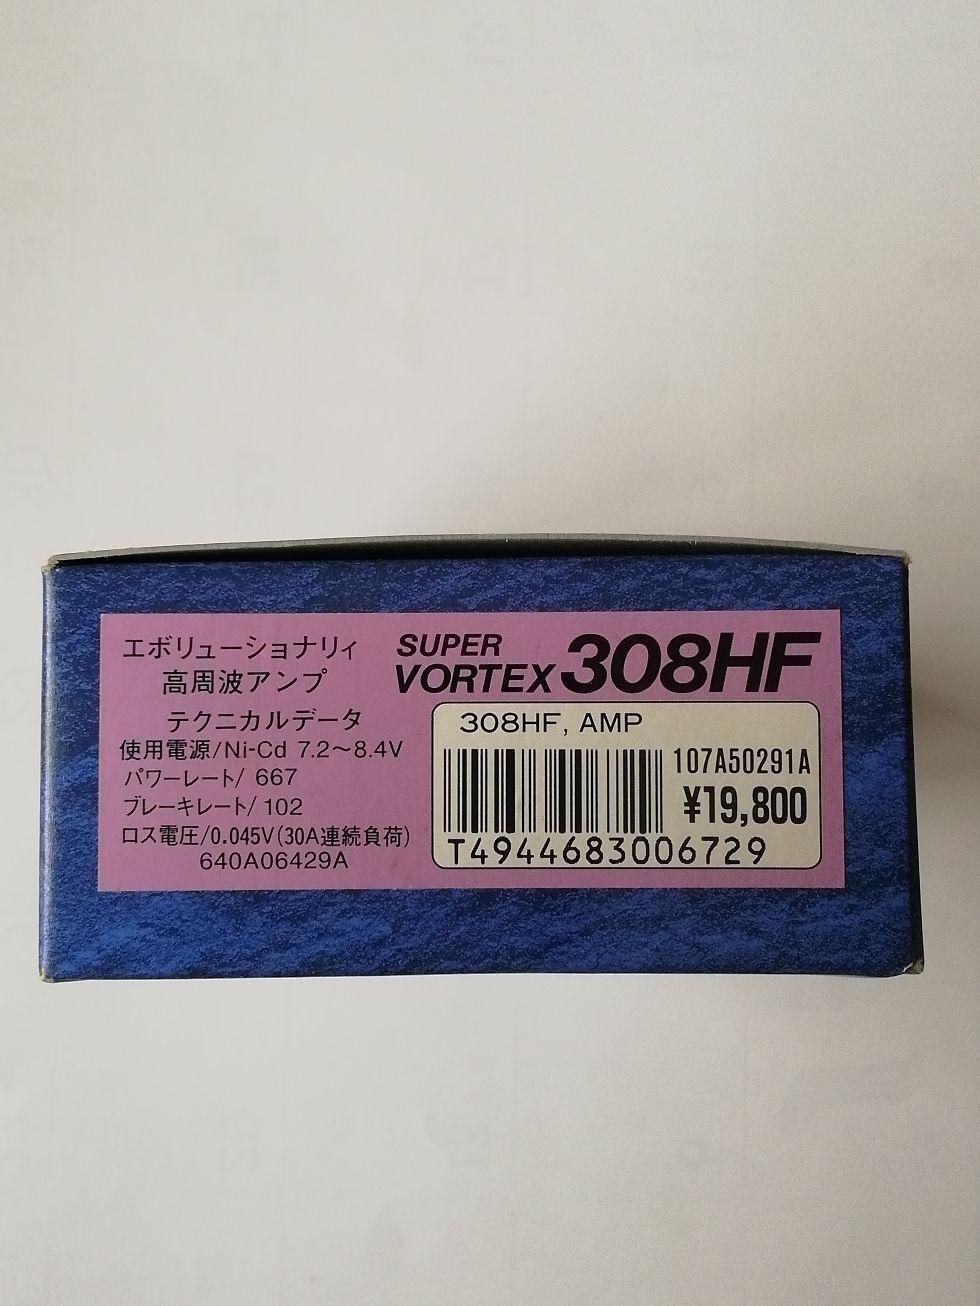 エボリューショナリィ
高周波アンプ
SUPER
VORTEX 308HF
テクニカルデータ
使用電源/Ni-Cd 7.2〜8.4V
パワーレート/ 667
ブレーキレート/ 102
ロス電圧/0.045V(30A連続負荷)
640A06429A
308HF, AMP
107A50291A
¥19,800
T4944683006729